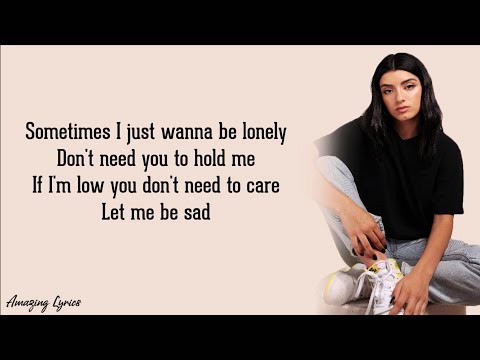 Sometimes I just wanna be lonely
Don't need you to hold me
If I'm low you don't need to care
Let me be sad
Amazing Lyrics